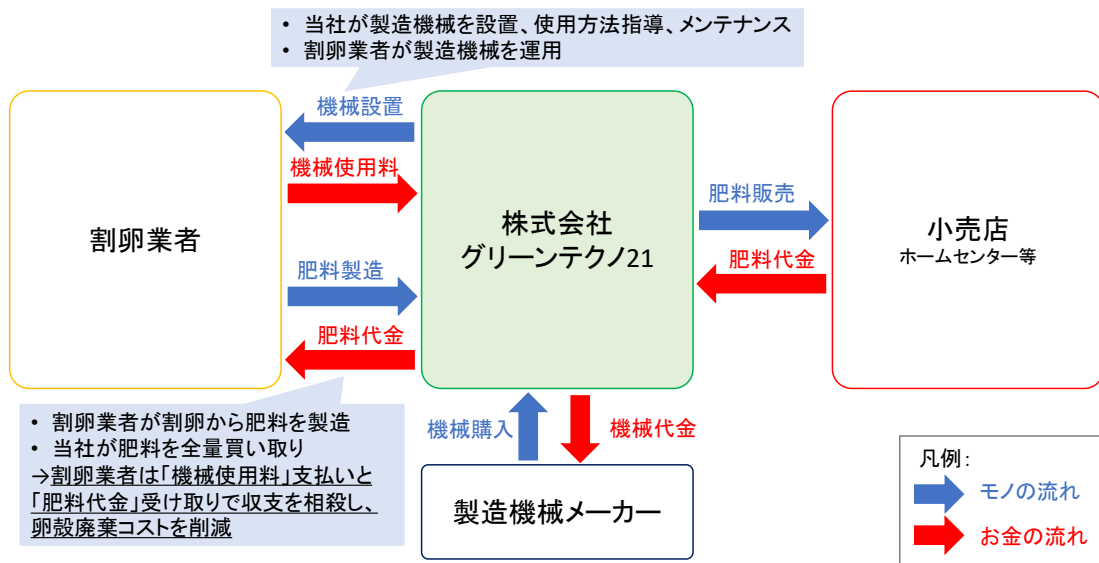 • 当社が製造機械を設置、使用方法指導、メンテナンス
• 割卵業者が製造機械を運用
機械設置
機械使用料
割卵業者
肥料製造
肥料代金
株式会社
グリーンテクノ21
肥料販売
肥料代金
小売店
ホームセンター等
• 割卵業者が割卵から肥料を製造
• 当社が肥料を全量買い取り
→割卵業者は「機械使用料」支払いと
「肥料代金」受け取りで収支を相殺し、
卵殻廃棄コストを削減
機械購入
機械代金
製造機械メーカー
凡例：
モノの流れ
お金の流れ